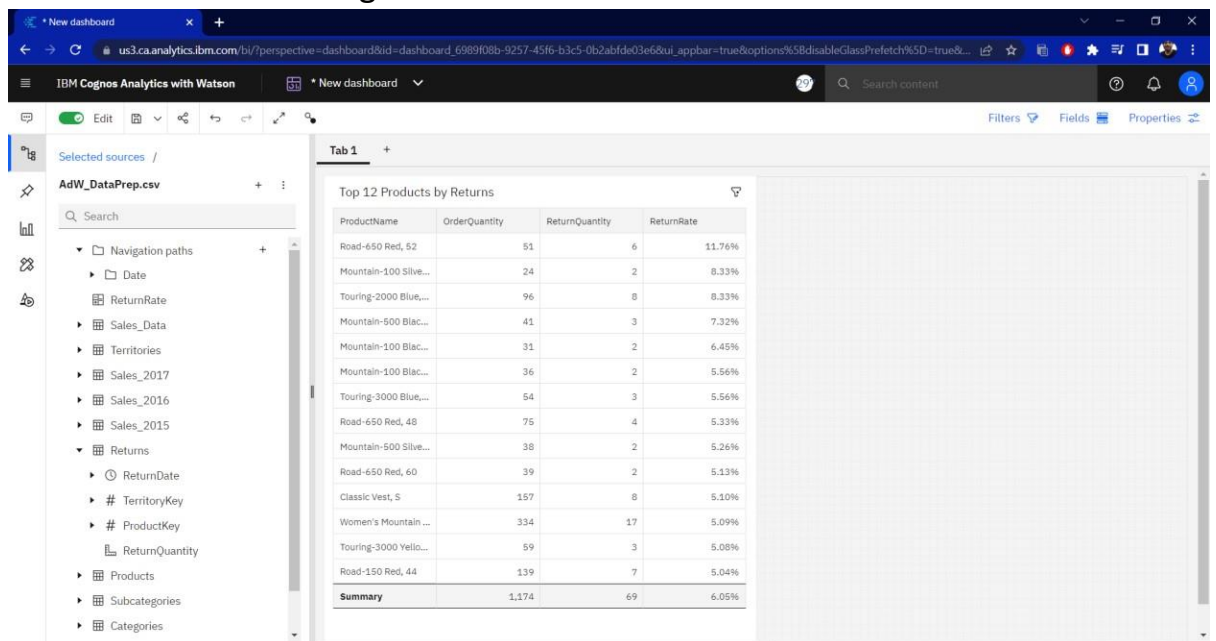 * New dashboard
us3.ca.analytics.ibm.com/bi/?perspective=dashboard&id=dashboard_6989f08b-9257-45f6-b3c5-0b2abfde03e6&ui_appbar=true&options%5BdisableGlassPrefetch%5D=true&...
IBM Cognos Analytics with Watson
* New dashboard
29'
Search content
Edit
Filters
Fields
Properties
Selected sources /
AdW_DataPrep.csv
Search
Navigation paths
Date
ReturnRate
Sales_Data
Territories
Sales_2017
Sales_2016
Sales_2015
Returns
ReturnDate
# TerritoryKey
# ProductKey
ReturnQuantity
Products
Subcategories
Categories
Tab 1 +
Top 12 Products by Returns
ProductName OrderQuantity ReturnQuantity ReturnRate
Road-650 Red, 52 51 6 11.76%
Mountain-100 Silve... 24 2 8.33%
Touring-2000 Blue,... 96 8 8.33%
Mountain-500 Blac... 41 3 7.32%
Mountain-100 Blac... 31 2 6.45%
Mountain-100 Blac... 36 2 5.56%
Touring-3000 Blue,... 54 3 5.56%
Road-650 Red, 48 75 4 5.33%
Mountain-500 Silve... 38 2 5.26%
Road-650 Red, 60 39 2 5.13%
Classic Vest, S 157 8 5.10%
Women's Mountain ... 334 17 5.09%
Touring-3000 Yello... 59 3 5.08%
Road-150 Red, 44 139 7 5.04%
Summary 1,174 69 6.05%